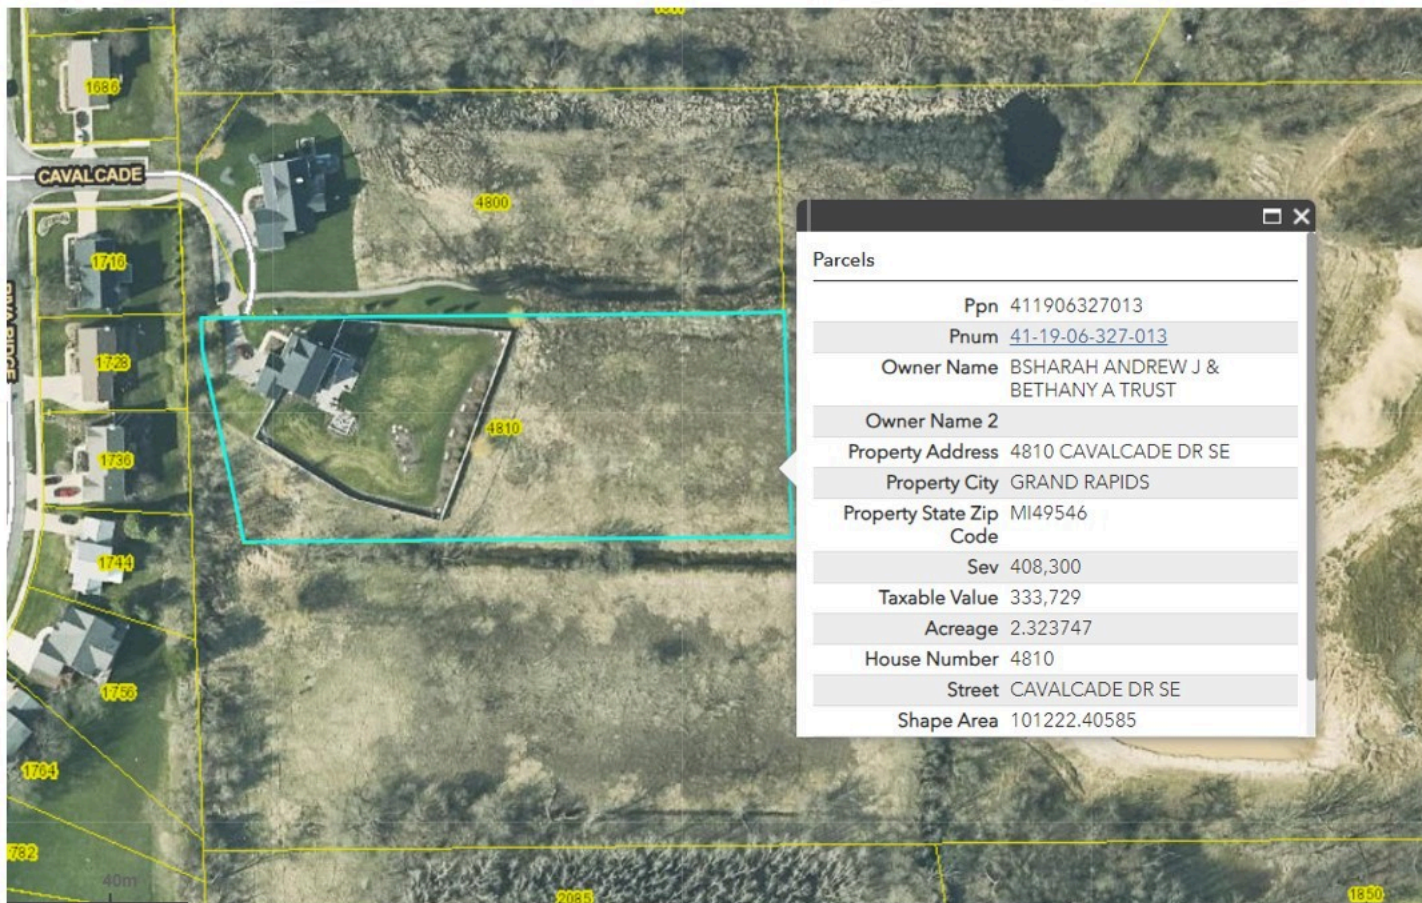 1686
CAVALCADE
4800
1716
Parcels
Ppn 411906327013
Pnum 41-19-06-327-013
Owner Name BSHARAH ANDREW J &
BETHANY A TRUST
Owner Name 2
Property Address 4810 CAVALCADE DR SE
Property City GRAND RAPIDS
Property State Zip MI49546
Code
Sev 408,300
Taxable Value 333,729
Acreage 2.323747
House Number 4810
Street CAVALCADE DR SE
Shape Area 101222.40585
1728
4810
1736
1744
1756
1764
782
40m
2085
1850